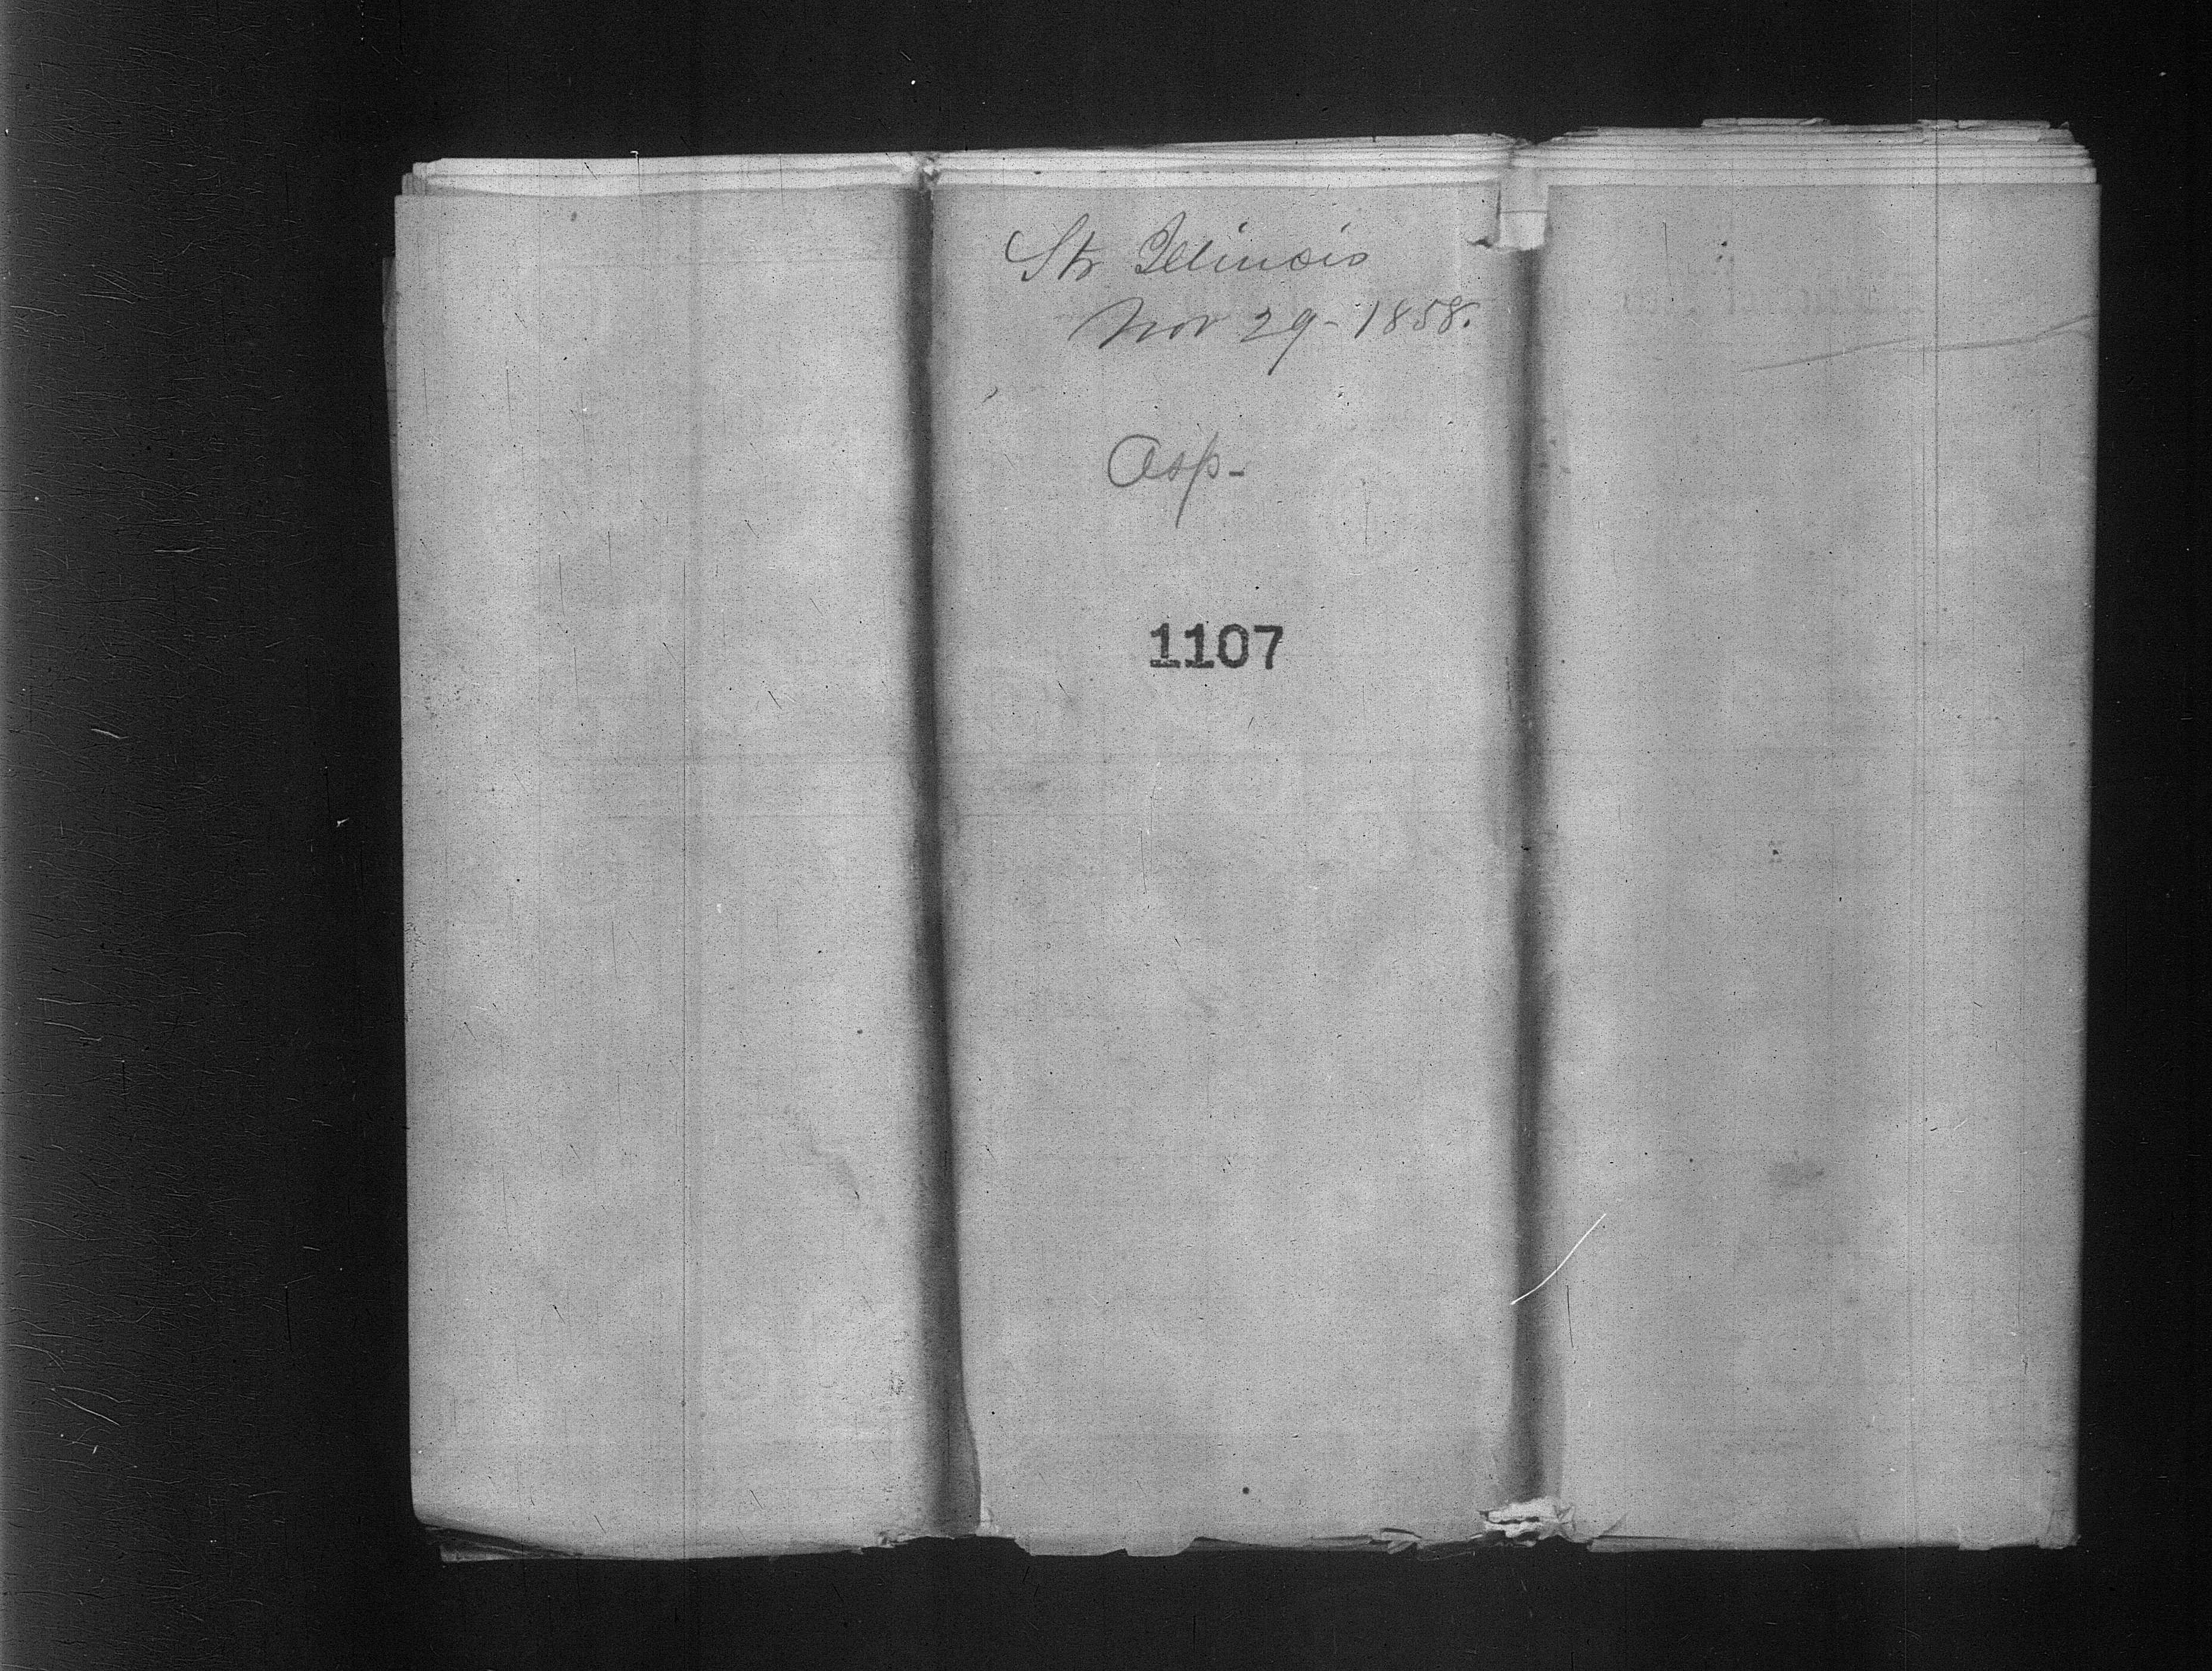 Str Illinois
Nov 29-1858.
Asp-
1107